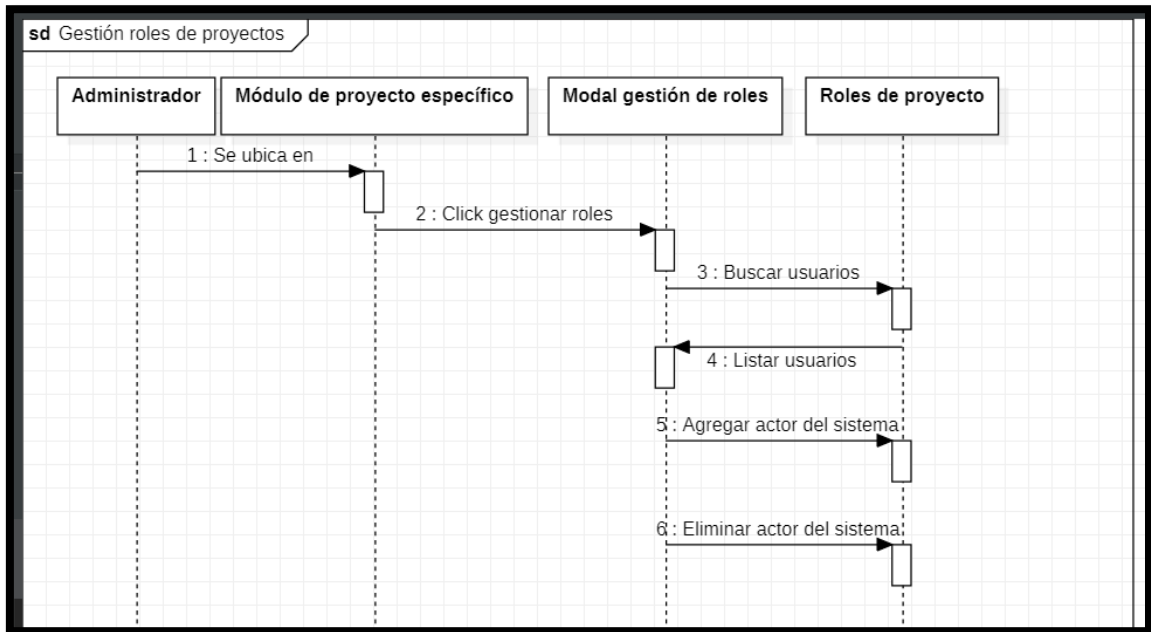 sd Gestión roles de proyectos
Administrador
Módulo de proyecto específico
Modal gestión de roles
Roles de proyecto
1 : Se ubica en
2 : Click gestionar roles
3 : Buscar usuarios
4 : Listar usuarios
5 : Agregar actor del sistema
6 : Eliminar actor del sistema